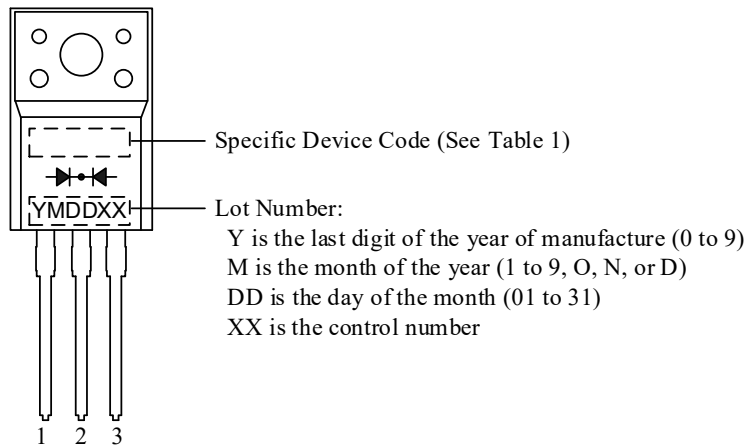 Specific Device Code (See Table 1)
YMDDXX
Lot Number:
Y is the last digit of the year of manufacture (0 to 9)
M is the month of the year (1 to 9, O, N, or D)
DD is the day of the month (01 to 31)
XX is the control number
1 2 3